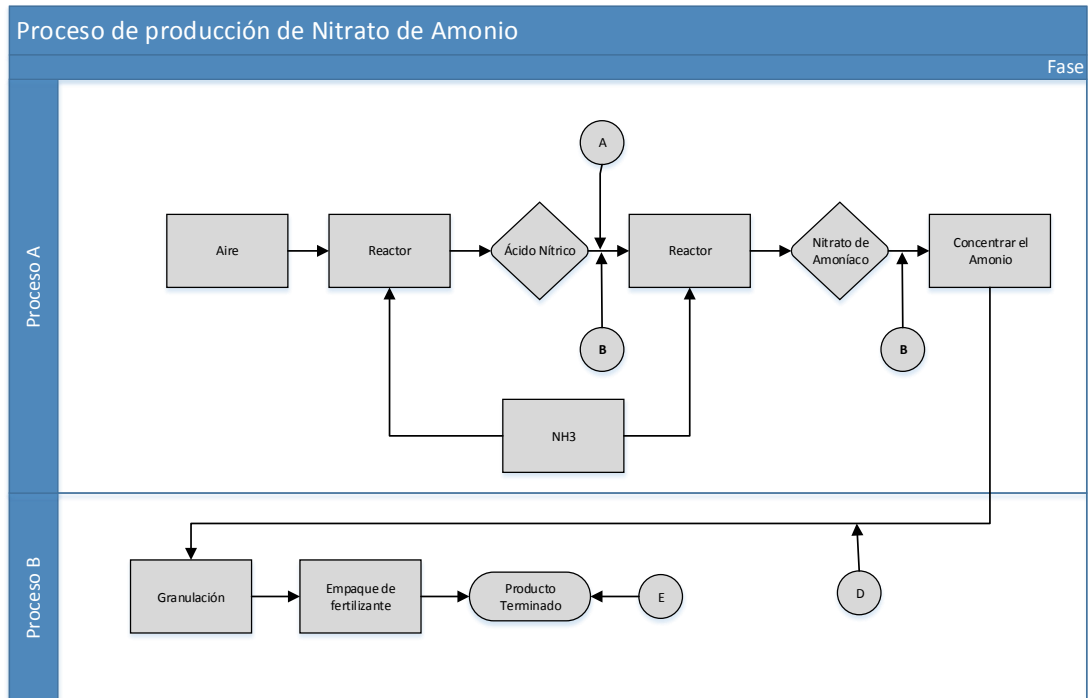 Proceso de producción de Nitrato de Amonio
Fase
Proceso A
A
Aire
Reactor
Ácido Nítrico
Reactor
Nitrato de
Amoníaco
Concentrar el
Amonio
B
B
NH3
Proceso B
Granulación
Empaque de
fertilizante
Producto
Terminado
E
D